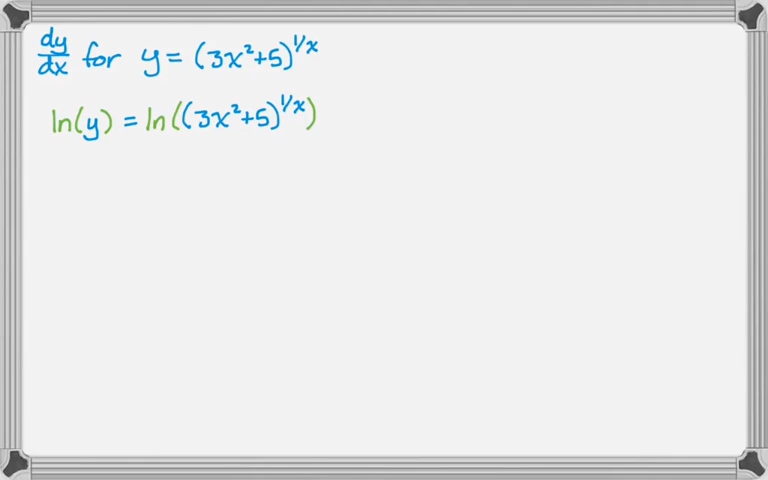 dy/dx for y = (3x²+5)^1/x
ln(y) = ln((3x²+5)^1/x)